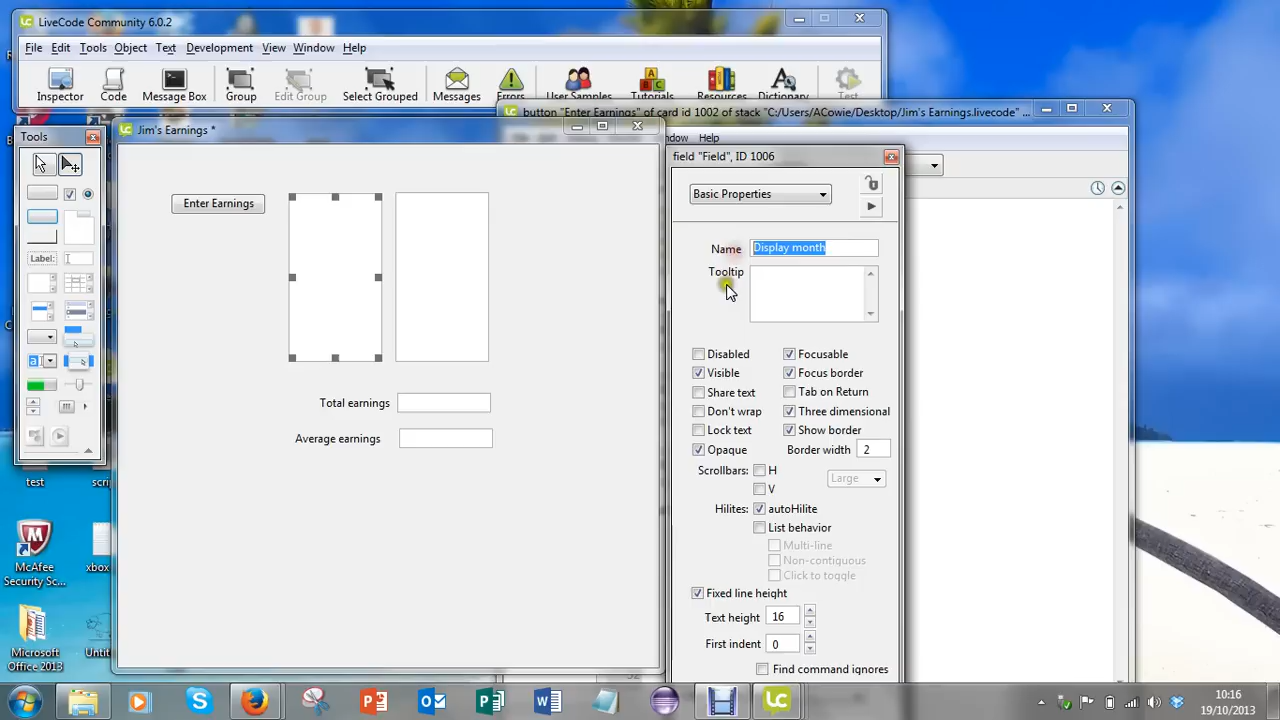 LiveCode Community 6.0.2
File Edit Tools Object Text Development View Window Help
Inspector Code Message Box Group Edit Group Select Grouped Messages Errors User Samples Tutorials Resources Dictionary Test
button "Enter Earnings" of card id 1002 of stack "C:/Users/ACowie/Desktop/Jim's Earnings.livecode" ...
Help
Tools
Jim's Earnings *
field "Field", ID 1006
Basic Properties
Enter Earnings
Name Display month
Label:
Tooltip
Disabled Focusable
Visible Focus border
Share text Tab on Return
Don't wrap Three dimensional
Lock text Show border
Opaque Border width 2
Total earnings
Average earnings
Scrollbars: H
Large
V
Hilites: autoHilite
List behavior
Multi-line
Non-contiguous
Click to toggle
Fixed line height
Text height 16
First indent 0
Find command ignores
test
McAfee
Security Sc...
xbox
Microsoft
Office 2013
10:16
19/10/2013